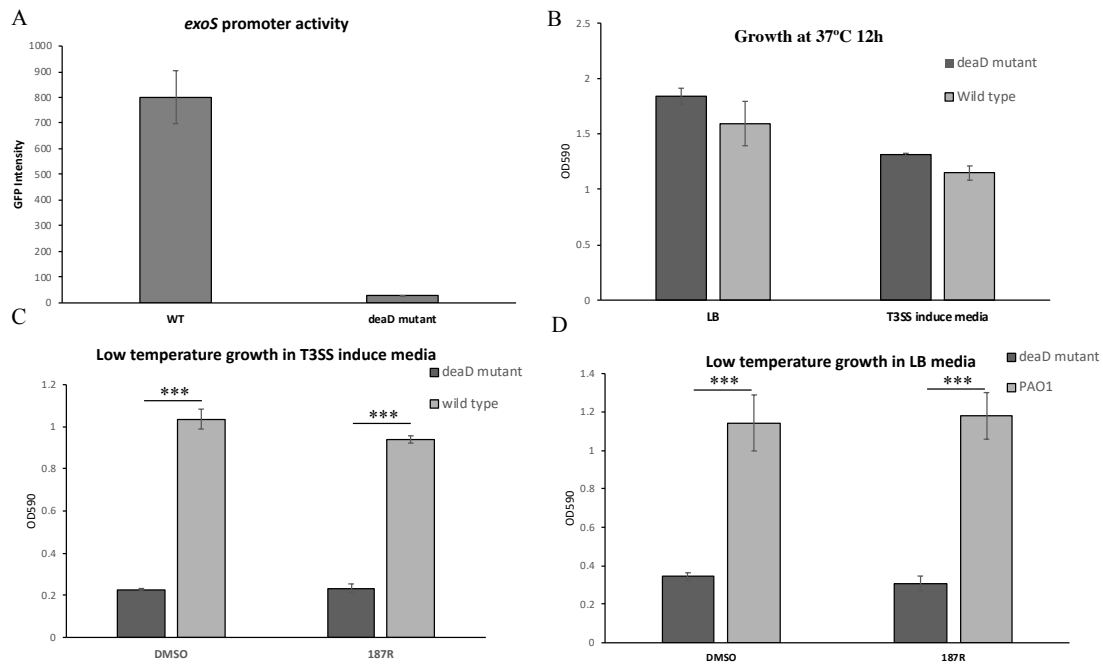 A
exoS promoter activity
1000
900
800
700
600
500
400
300
200
100
0
GFP Intensity
WT
deaD mutant
B
Growth at 37ºC 12h
deaD mutant
Wild type
2
1.5
1
0.5
0
OD590
LB
T3SS induce media
C
Low temperature growth in T3SS induce media
deaD mutant
wild type
1.2
1
0.8
0.6
0.4
0.2
0
OD590
***
***
DMSO
187R
D
Low temperature growth in LB media
deaD mutant
PAO1
1.4
1.2
1
0.8
0.6
0.4
0.2
0
OD590
***
***
DMSO
187R